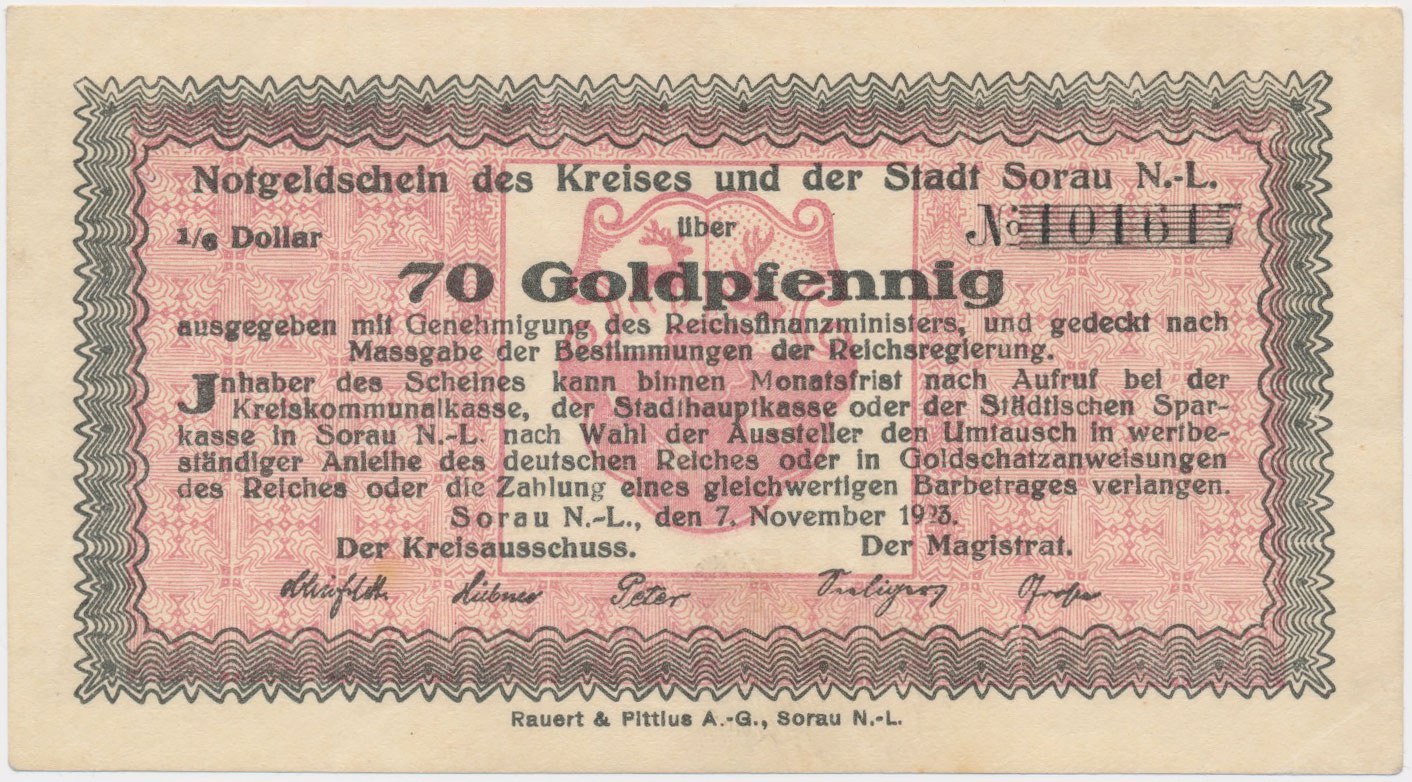 Notgeldschein des Kreises und der Stadt Sorau N.-L.
über
1/6 Dollar
No 101617
70 Goldpfennig
ausgegeben mit Genehmigung des Reichsfinanzministers, und gedeckt nach
Massgabe der Bestimmungen der Reichsregierung.
Inhaber des Scheines kann binnen Monatsfrist nach Aufruf bei der
Kreiskommunalkasse, der Stadthauptkasse oder der Städtischen Spar-
kasse in Sorau N.-L. nach Wahl der Aussteller den Umtausch in wertbe-
ständiger Anleihe des deutschen Reiches oder in Goldschatzanweisungen
des Reiches oder die Zahlung eines gleichwertigen Barbetrages verlangen.
Sorau N.-L., den 7. November 1923.
Der Kreisausschuss. Der Magistrat.
Hübner Peter
Rauert & Pittius A.-G., Sorau N.-L.